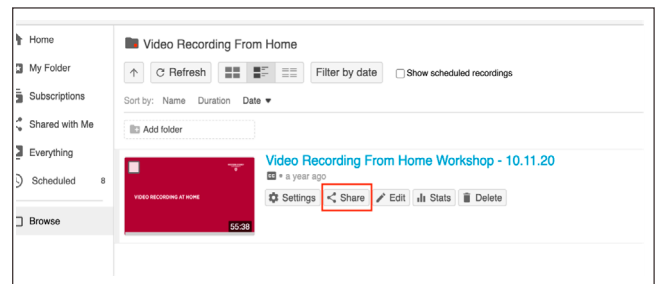 Home
My Folder
Subscriptions
Shared with Me
Everything
Scheduled 8
Browse
Video Recording From Home
Refresh
Filter by date
Show scheduled recordings
Sort by: Name Duration Date ▼
Add folder
VIDEO RECORDING AT HOME
55:38
Video Recording From Home Workshop - 10.11.20
• a year ago
Settings Share Edit Stats Delete